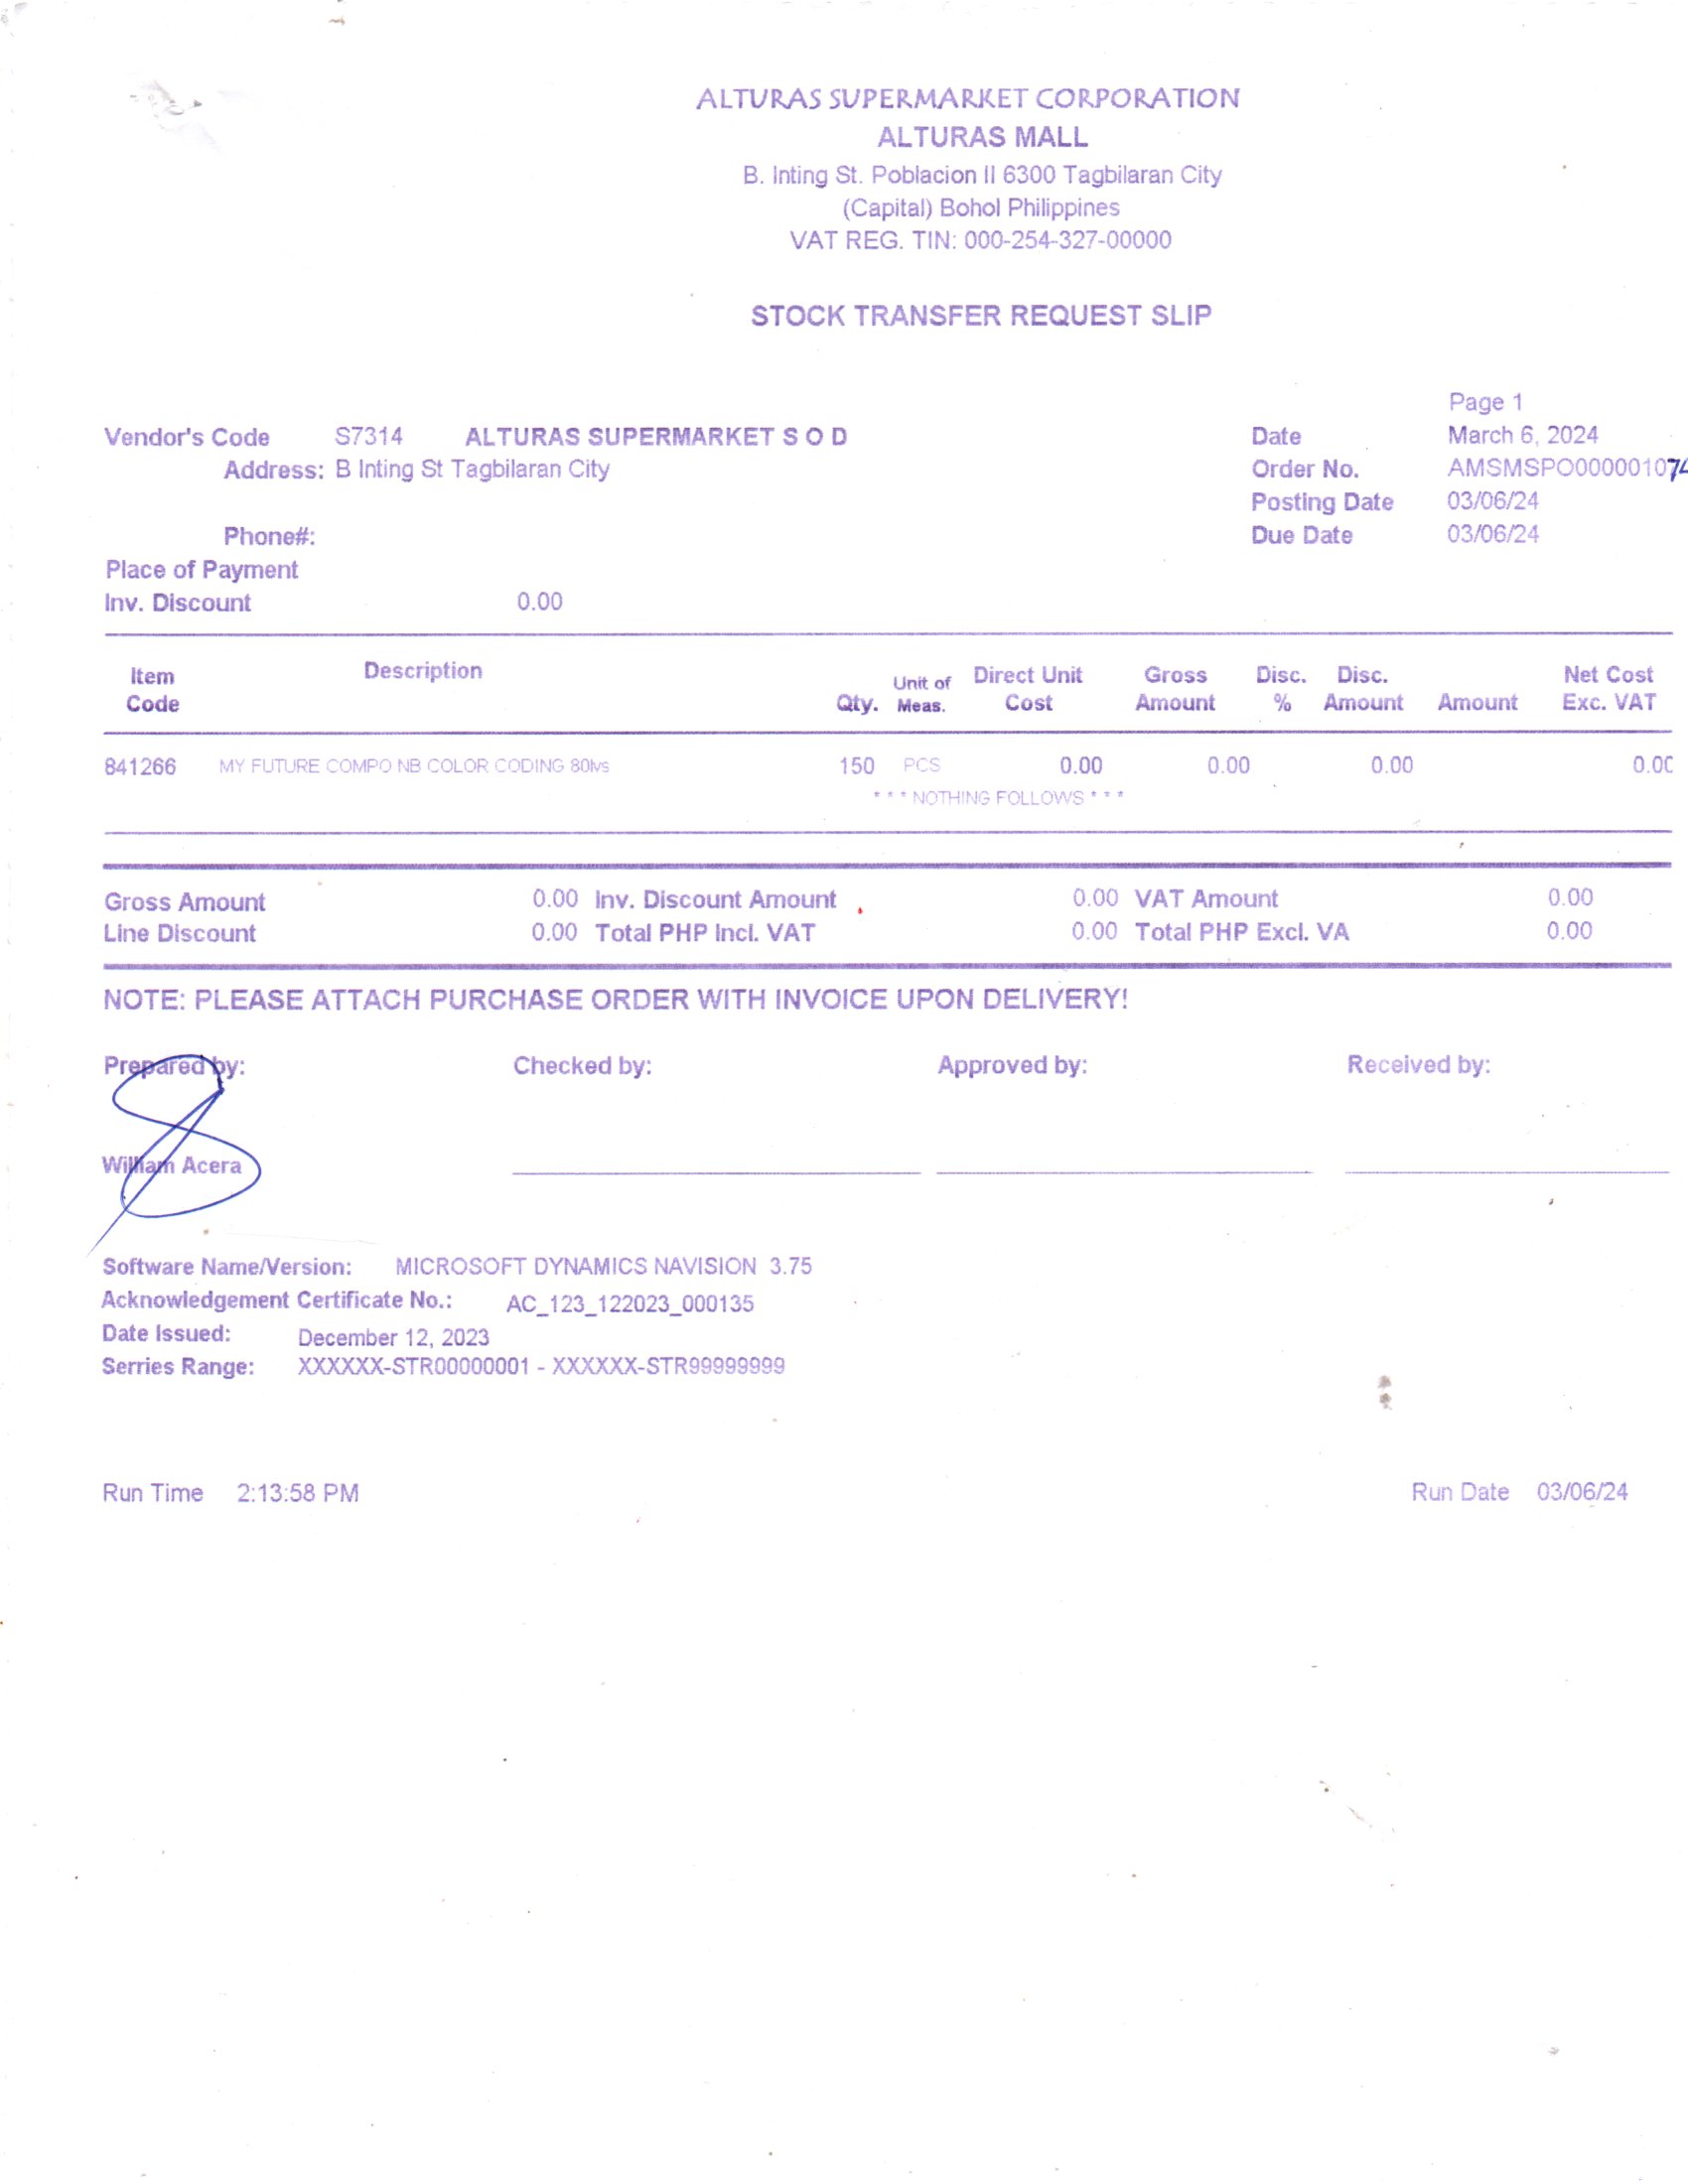 ALTURAS SUPERMARKET CORPORATION
ALTURAS MALL
B. Inting St. Poblacion II 6300 Tagbilaran City
(Capital) Bohol Philippines
VAT REG. TIN: 000-254-327-00000
STOCK TRANSFER REQUEST SLIP
Page 1
Vendor's Code S7314 ALTURAS SUPERMARKET S O D Date March 6, 2024
Address: B Inting St Tagbilaran City Order No. AMSMSPO00000107
Posting Date 03/06/24
Phone#: Due Date 03/06/24
Place of Payment
Inv. Discount 0.00
Item Code Description Qty. Unit of Meas. Direct Unit Cost Gross Amount Disc. % Disc. Amount Amount Net Cost Exc. VAT
841266 MY FUTURE COMPO NB COLOR CODING 80lvs 150 PCS 0.00 0.00 0.00 0.00
* * * NOTHING FOLLOWS * * *
Gross Amount 0.00 Inv. Discount Amount 0.00 VAT Amount 0.00
Line Discount 0.00 Total PHP Incl. VAT 0.00 Total PHP Excl. VA 0.00
NOTE: PLEASE ATTACH PURCHASE ORDER WITH INVOICE UPON DELIVERY!
Prepared by: Checked by: Approved by: Received by:
William Acera
Software Name/Version: MICROSOFT DYNAMICS NAVISION 3.75
Acknowledgement Certificate No.: AC_123_122023_000135
Date Issued: December 12, 2023
Serries Range: XXXXXX-STR00000001 - XXXXXX-STR99999999
Run Time 2:13:58 PM Run Date 03/06/24